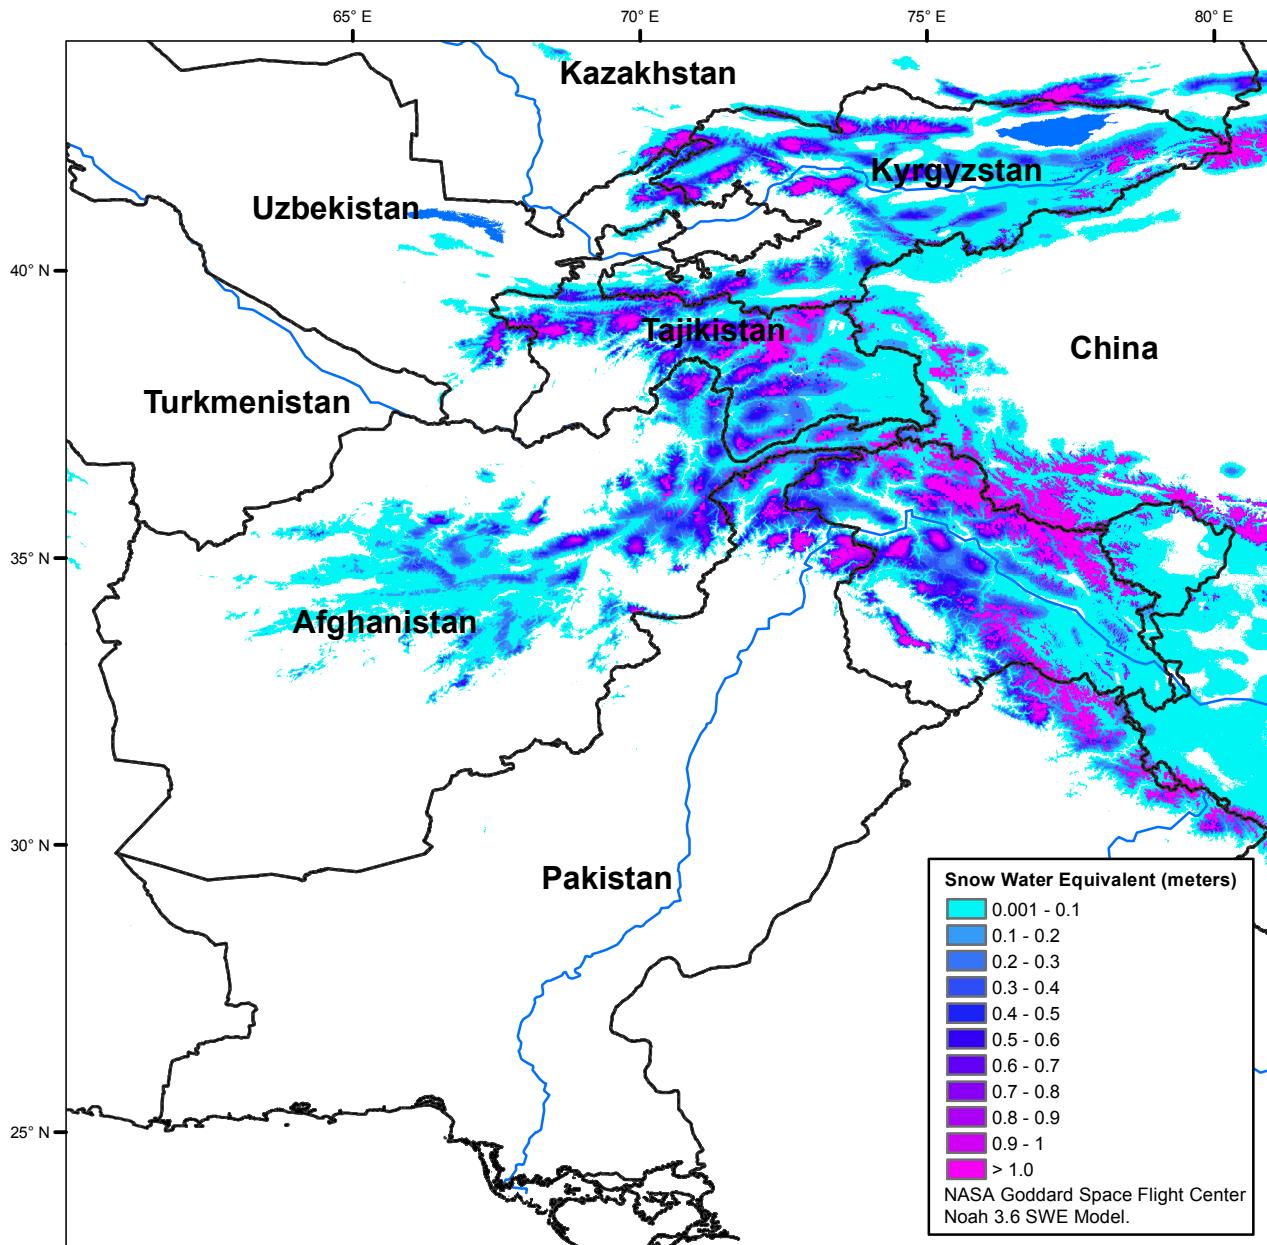 65° E
70° E
75° E
80° E
Kazakhstan
Kyrgyzstan
Uzbekistan
40° N
Tajikistan
China
Turkmenistan
35° N
Afghanistan
30° N
Pakistan
25° N
Snow Water Equivalent (meters)
0.001 - 0.1
0.1 - 0.2
0.2 - 0.3
0.3 - 0.4
0.4 - 0.5
0.5 - 0.6
0.6 - 0.7
0.7 - 0.8
0.8 - 0.9
0.9 - 1
> 1.0
NASA Goddard Space Flight Center
Noah 3.6 SWE Model.